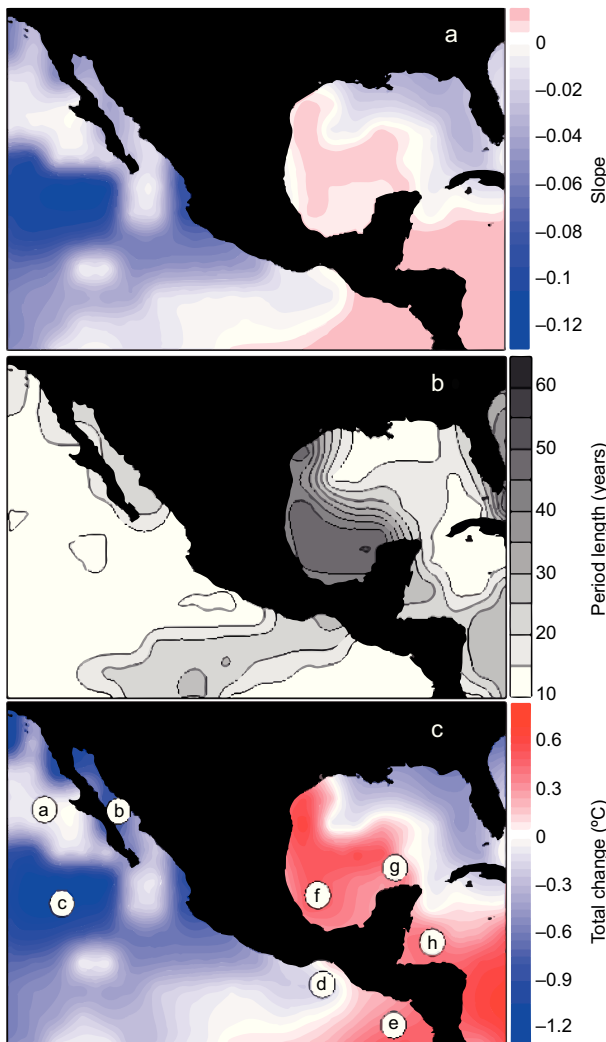 a
0
−0.02
−0.04
−0.06
−0.08
−0.1
−0.12
Slope
b
60
50
40
30
20
10
Period length (years)
c
0.6
0.3
0
−0.3
−0.6
−0.9
−1.2
Total change (ºC)
a
b
c
g
f
h
d
e